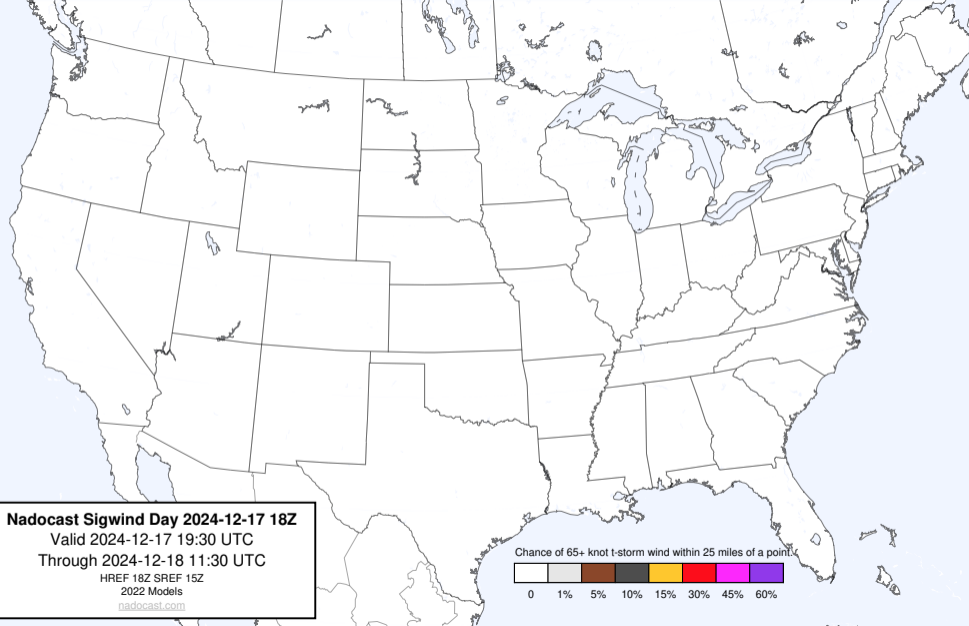 Nadocast Sigwind Day 2024-12-17 18Z
Valid 2024-12-17 19:30 UTC
Through 2024-12-18 11:30 UTC
HREF 18Z SREF 15Z
2022 Models
nadocast.com
Chance of 65+ knot t-storm wind within 25 miles of a point.
0 1% 5% 10% 15% 30% 45% 60%